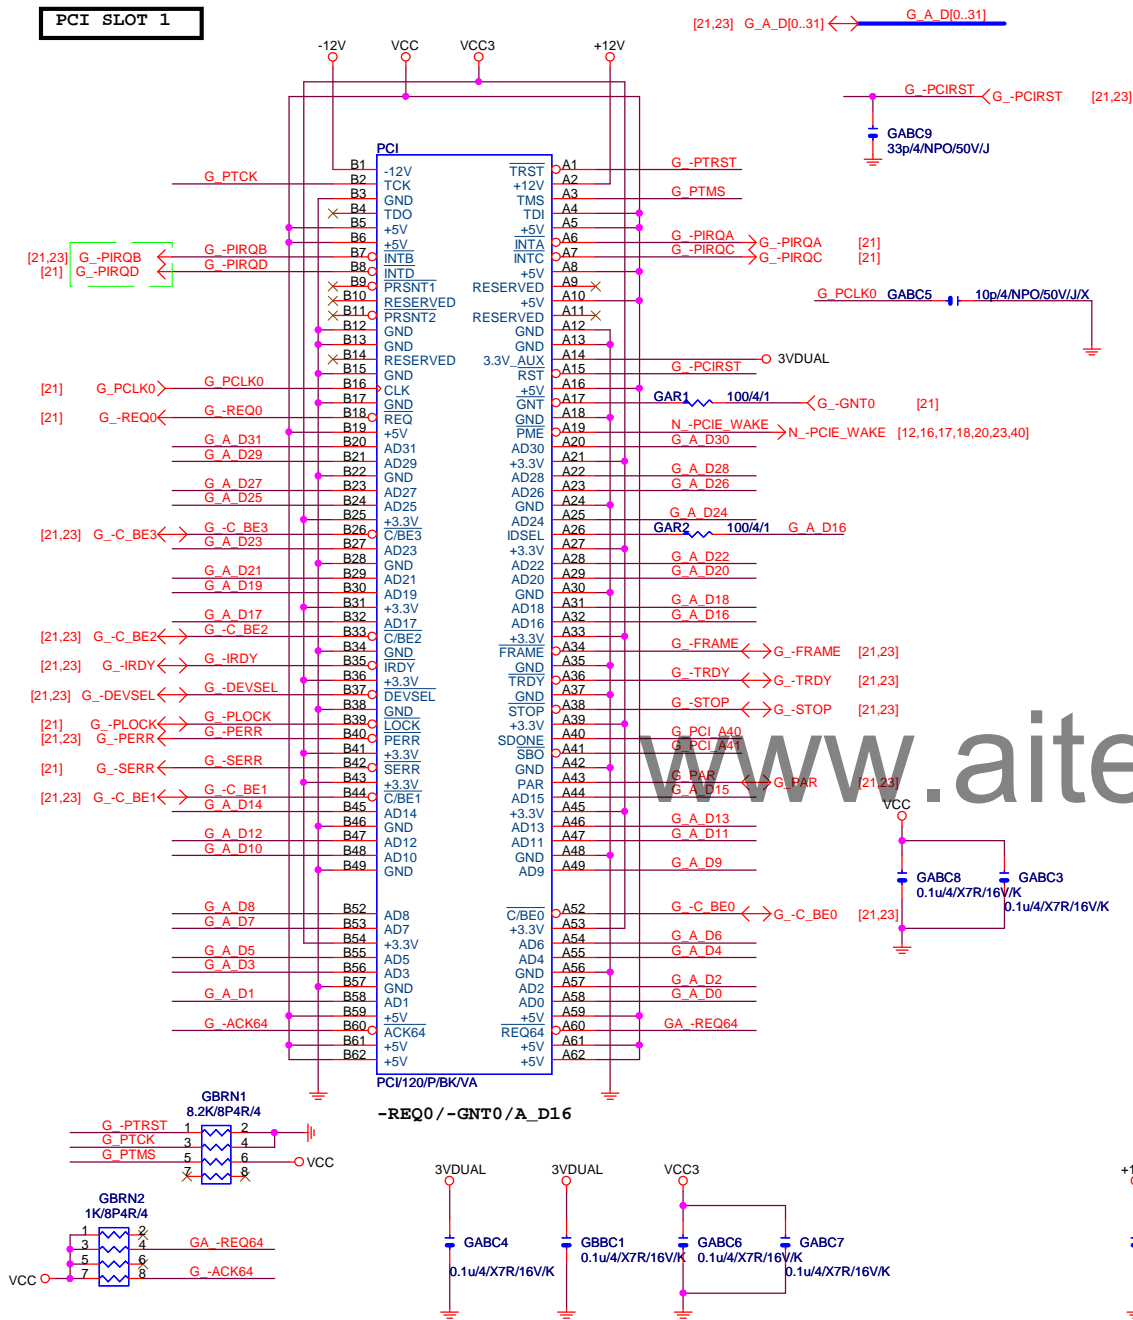 PCI SLOT 1
[21,23] G_A_D[0..31] G_A_D[0..31]
-12V VCC VCC3 +12V
G_-PCIRST G_-PCIRST [21,23]
GABC9
33p/4/NPO/50V/J
PCI
B1 -12V TRST A1 G_-PTRST
G_PTCK B2 TCK +12V A2
B3 GND TMS A3 G_PTMS
B4 TDO TDI A4
B5 +5V +5V A5
B6 +5V INTA A6 G_-PIRQA G_-PIRQA [21]
[21,23] G_-PIRQB G_-PIRQB B7 INTB INTC A7 G_-PIRQC G_-PIRQC [21]
[21] G_-PIRQD G_-PIRQD B8 INTD +5V A8
B9 PRSNT1 RESERVED A9
B10 RESERVED +5V A10
B11 PRSNT2 RESERVED A11
G_PCLK0 GABC5 10p/4/NPO/50V/J/X
B12 GND GND A12
B13 GND GND A13
B14 RESERVED 3.3V_AUX A14 3VDUAL
B15 GND RST A15 G_-PCIRST
[21] G_PCLK0 G_PCLK0 B16 CLK +5V A16
B17 GND GNT A17 GAR1 100/4/1 G_-GNT0 [21]
[21] G_-REQ0 G_-REQ0 B18 REQ GND A18
B19 +5V PME A19 N_-PCIE_WAKE N_-PCIE_WAKE [12,16,17,18,20,23,40]
G_A_D31 B20 AD31 AD30 A20 G_A_D30
G_A_D29 B21 AD29 +3.3V A21
B22 GND AD28 A22 G_A_D28
G_A_D27 B23 AD27 AD26 A23 G_A_D26
G_A_D25 B24 AD25 GND A24
B25 +3.3V AD24 A25 G_A_D24
[21,23] G_-C_BE3 G_-C_BE3 B26 C/BE3 IDSEL A26 GAR2 100/4/1 G_A_D16
G_A_D23 B27 AD23 +3.3V A27
B28 GND AD22 A28 G_A_D22
G_A_D21 B29 AD21 AD20 A29 G_A_D20
G_A_D19 B30 AD19 GND A30
B31 +3.3V AD18 A31 G_A_D18
G_A_D17 B32 AD17 AD16 A32 G_A_D16
[21,23] G_-C_BE2 G_-C_BE2 B33 C/BE2 +3.3V A33
B34 GND FRAME A34 G_-FRAME G_-FRAME [21,23]
[21,23] G_-IRDY G_-IRDY B35 IRDY GND A35
B36 +3.3V TRDY A36 G_-TRDY G_-TRDY [21,23]
[21,23] G_-DEVSEL G_-DEVSEL B37 DEVSEL GND A37
B38 GND STOP A38 G_-STOP G_-STOP [21,23]
[21] G_-PLOCK G_-PLOCK B39 LOCK +3.3V A39
[21,23] G_-PERR G_-PERR B40 PERR SDONE A40 G_PCI_A40
B41 +3.3V SBO A41 G_PCI_A41
[21] G_-SERR G_-SERR B42 SERR GND A42
B43 +3.3V PAR A43 G_PAR G_PAR [21,23]
[21,23] G_-C_BE1 G_-C_BE1 B44 C/BE1 AD15 A44 G_A_D15
G_A_D14 B45 AD14 +3.3V A45
B46 GND AD13 A46 G_A_D13
G_A_D12 B47 AD12 AD11 A47 G_A_D11
G_A_D10 B48 AD10 GND A48
B49 GND AD9 A49 G_A_D9
www.aite
VCC
GABC8 GABC3
0.1u/4/X7R/16V/K 0.1u/4/X7R/16V/K
G_A_D8 B52 AD8 C/BE0 A52 G_-C_BE0 G_-C_BE0 [21,23]
G_A_D7 B53 AD7 +3.3V A53
B54 +3.3V AD6 A54 G_A_D6
G_A_D5 B55 AD5 AD4 A55 G_A_D4
G_A_D3 B56 AD3 GND A56
B57 GND AD2 A57 G_A_D2
G_A_D1 B58 AD1 AD0 A58 G_A_D0
B59 +5V +5V A59
G_-ACK64 B60 ACK64 REQ64 A60 GA_-REQ64
B61 +5V +5V A61
B62 +5V +5V A62
PCI/120/P/BK/VA
-REQ0/-GNT0/A_D16
GBRN1
8.2K/8P4R/4
G_-PTRST 1 2
G_PTCK 3 4
G_PTMS 5 6 VCC
7 8
GBRN2
1K/8P4R/4
1 2
3 4 GA_-REQ64
5 6
VCC 7 8 G_-ACK64
3VDUAL 3VDUAL VCC3 +1
GABC4 GBBC1 GABC6 GABC7
0.1u/4/X7R/16V/K 0.1u/4/X7R/16V/K 0.1u/4/X7R/16V/K 0.1u/4/X7R/16V/K